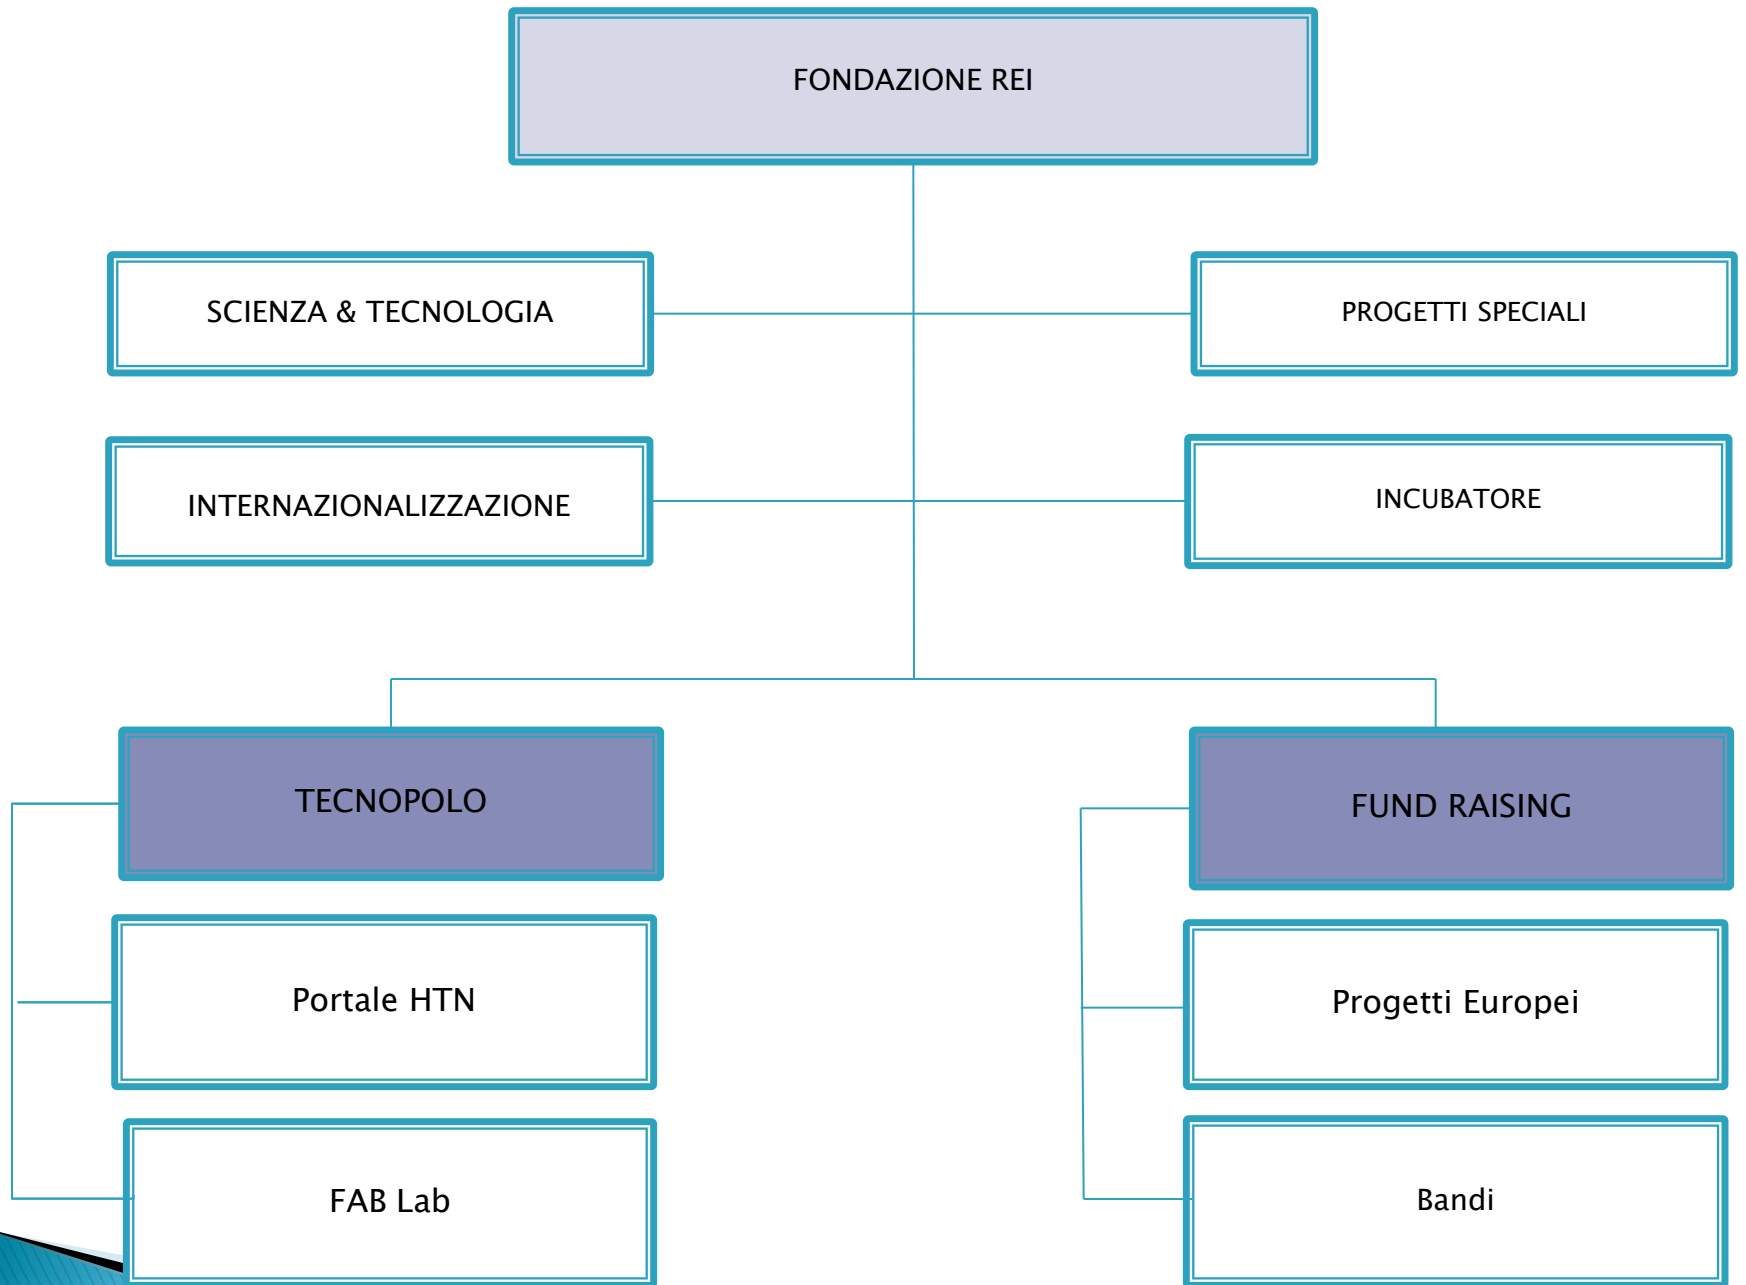 FONDAZIONE REI
SCIENZA & TECNOLOGIA
PROGETTI SPECIALI
INTERNAZIONALIZZAZIONE
INCUBATORE
TECNOPOLO
FUND RAISING
Portale HTN
Progetti Europei
FAB Lab
Bandi